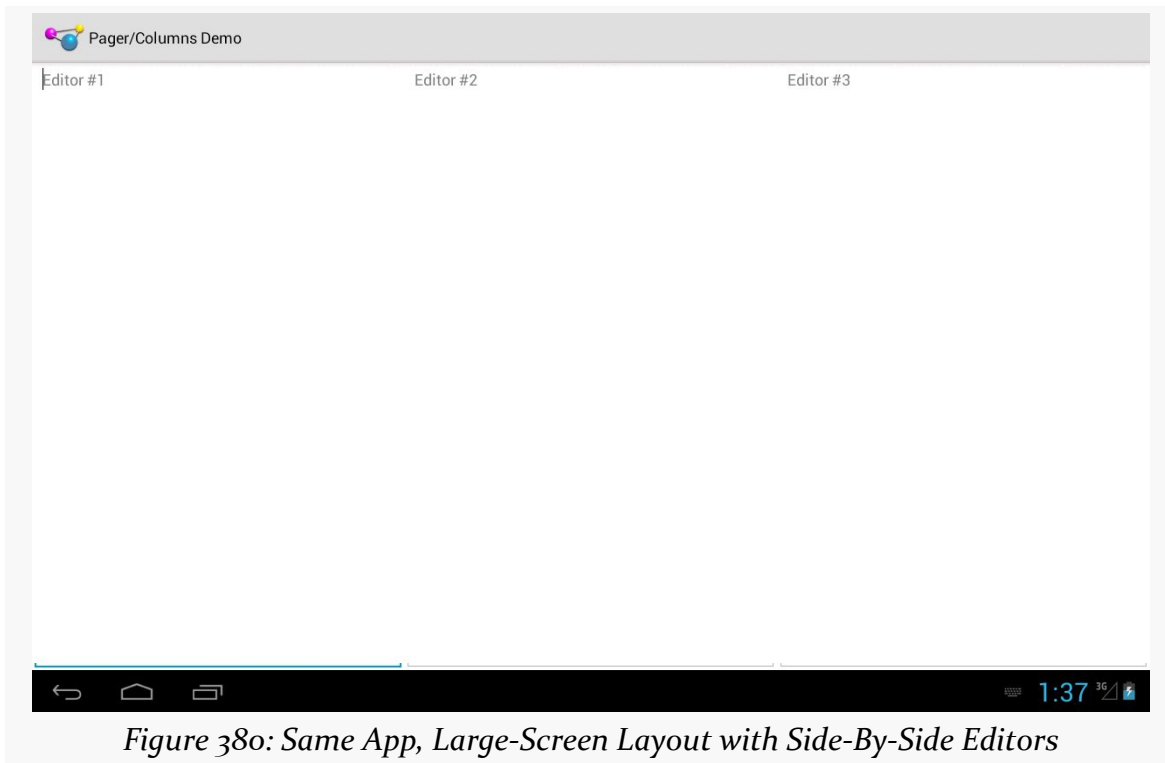 Pager/Columns Demo
Editor #1 Editor #2 Editor #3
1:37 3G
Figure 380: Same App, Large-Screen Layout with Side-By-Side Editors